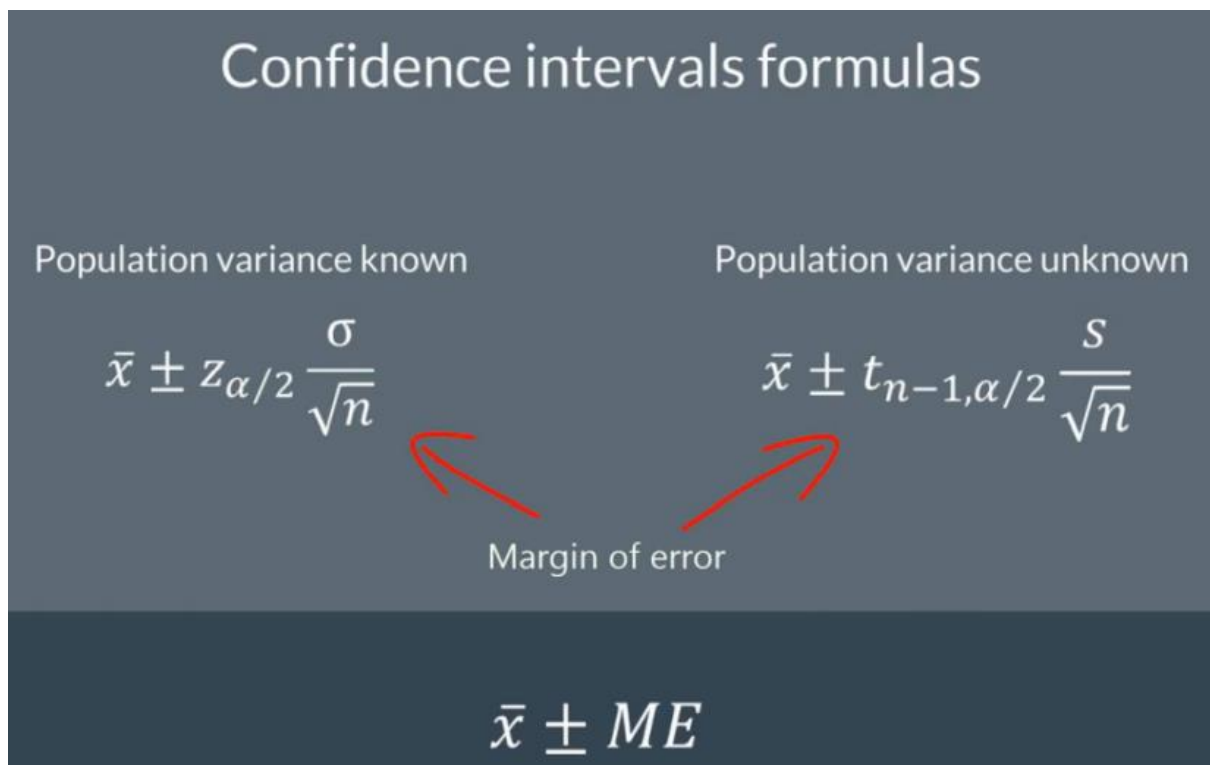 Confidence intervals formulas
Population variance known
Population variance unknown
x̄ ± z_{α/2} σ/√n
x̄ ± t_{n−1,α/2} s/√n
Margin of error
x̄ ± ME